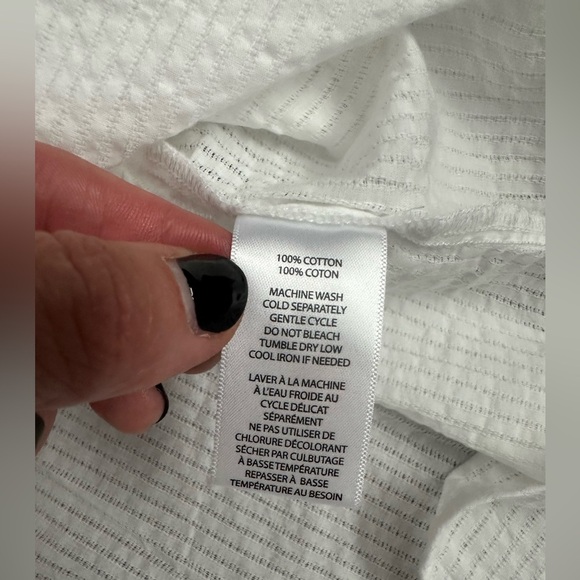 100% COTTON
100% COTON
MACHINE WASH
COLD SEPARATELY
GENTLE CYCLE
DO NOT BLEACH
TUMBLE DRY LOW
COOL IRON IF NEEDED
LAVER À LA MACHINE
À L'EAU FROIDE AU
CYCLE DÉLICAT
SÉPARÉMENT
NE PAS UTILISER DE
CHLORURE DÉCOLORANT
SÉCHER PAR CULBUTAGE
À BASSE TEMPÉRATURE
REPASSER À BASSE
TEMPÉRATURE AU BESOIN